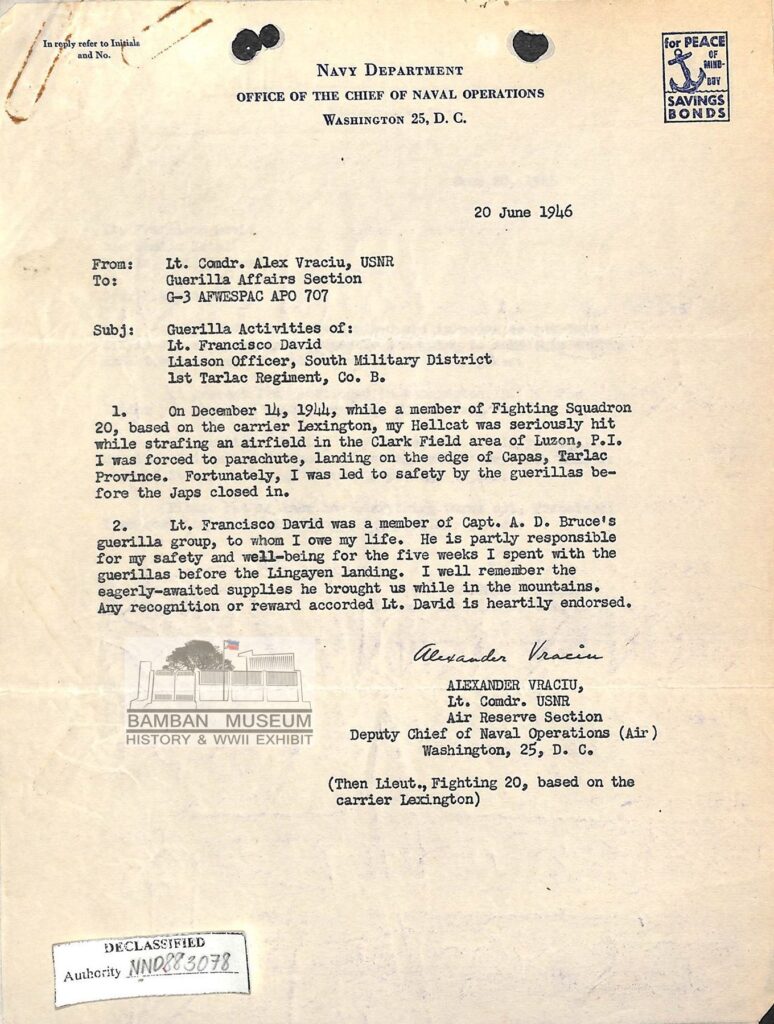 In reply refer to Initials
and No.
for PEACE
OF
MIND-
BUY
SAVINGS
BONDS
NAVY DEPARTMENT
OFFICE OF THE CHIEF OF NAVAL OPERATIONS
WASHINGTON 25, D. C.
20 June 1946
From: Lt. Comdr. Alex Vraciu, USNR
To: Guerilla Affairs Section
G-3 AFWESPAC APO 707
Subj: Guerilla Activities of:
Lt. Francisco David
Liaison Officer, South Military District
1st Tarlac Regiment, Co. B.
1. On December 14, 1944, while a member of Fighting Squadron
20, based on the carrier Lexington, my Hellcat was seriously hit
while strafing an airfield in the Clark Field area of Luzon, P.I.
I was forced to parachute, landing on the edge of Capas, Tarlac
Province. Fortunately, I was led to safety by the guerillas be-
fore the Japs closed in.
2. Lt. Francisco David was a member of Capt. A. D. Bruce's
guerilla group, to whom I owe my life. He is partly responsible
for my safety and well-being for the five weeks I spent with the
guerillas before the Lingayen landing. I well remember the
eagerly-awaited supplies he brought us while in the mountains.
Any recognition or reward accorded Lt. David is heartily endorsed.
Alexander Vraciu
ALEXANDER VRACIU,
Lt. Comdr. USNR
Air Reserve Section
Deputy Chief of Naval Operations (Air)
Washington, 25, D. C.
(Then Lieut., Fighting 20, based on the
carrier Lexington)
BAMBAN MUSEUM
HISTORY & WWII EXHIBIT
DECLASSIFIED
Authority NND883078